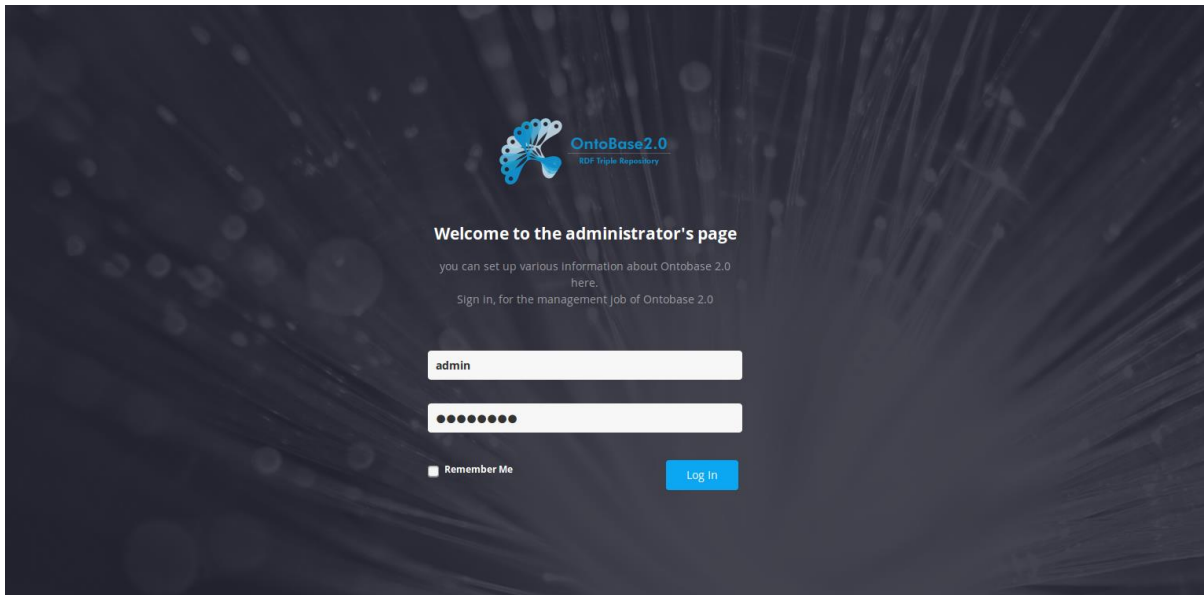 OntoBase2.0
RDF Triple Repository
Welcome to the administrator's page
you can set up various information about Ontobase 2.0
here.
Sign in, for the management job of Ontobase 2.0
admin
●●●●●●●●
Remember Me
Log In